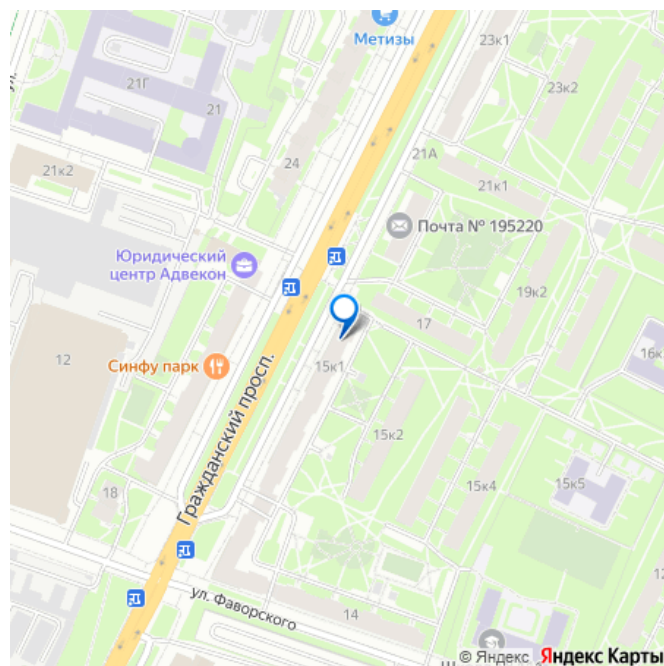 Метизы
23к1
23к2
21Г
21
24
21А
21к2
21к1
Почта № 195220
Юридический
центр Адвекон
19к2
17
16к
12
Синфу парк
15к1
Гражданский просп.
15к2
15к4
15к5
18
12
ул. Фаворского
14
© Яндекс Яндекс Карты